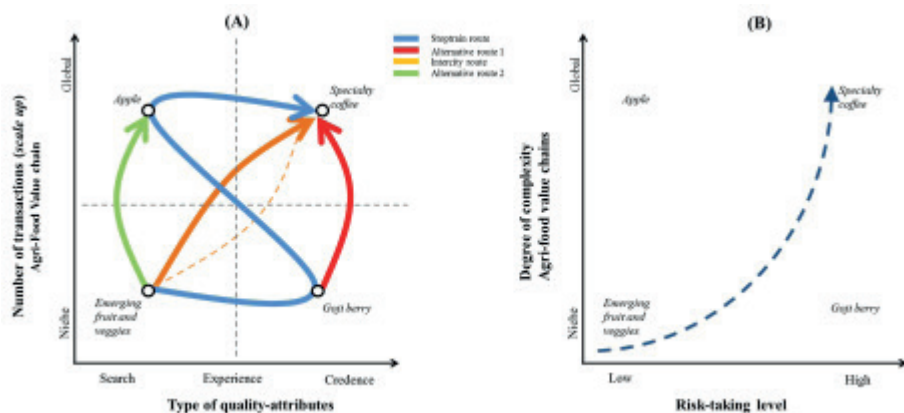 (A)
Steptrain route
Alternative route 1
Intercity route
Alternative route 2
Number of transactions (scale up)
Agri-Food Value chain
Global
Niche
Apple
Specialty
coffee
Emerging
fruit and
veggies
Goji berry
Search
Experience
Credence
Type of quality-attributes
(B)
Degree of complexity
Agri-food value chains
Global
Niche
Apple
Specialty
coffee
Emerging
fruit and
veggies
Goji berry
Low
High
Risk-taking level